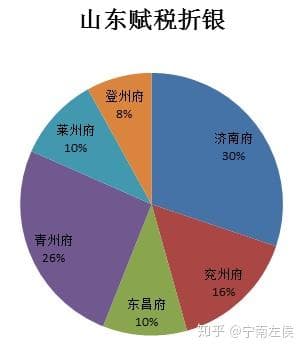 山东赋税折银
济南府
30%
兖州府
16%
东昌府
10%
青州府
26%
莱州府
10%
登州府
8%
知乎 @宁南左侯